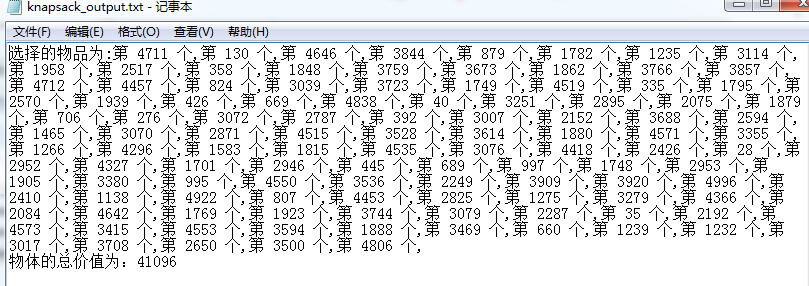 knapsack_output.txt - 记事本
文件(F) 编辑(E) 格式(O) 查看(V) 帮助(H)
选择的物品为:第 4711 个,第 130 个,第 4646 个,第 3844 个,第 879 个,第 1782 个,第 1235 个,第 3114 个,
第 1958 个,第 2517 个,第 358 个,第 1848 个,第 3759 个,第 3673 个,第 1862 个,第 3766 个,第 3857 个,
第 4712 个,第 4457 个,第 824 个,第 3039 个,第 3723 个,第 1749 个,第 4519 个,第 335 个,第 1795 个,第
2570 个,第 1939 个,第 426 个,第 669 个,第 4838 个,第 40 个,第 3251 个,第 2895 个,第 2075 个,第 1879
个,第 706 个,第 276 个,第 3072 个,第 2787 个,第 392 个,第 3007 个,第 2152 个,第 3688 个,第 2594 个,
第 1465 个,第 3070 个,第 2871 个,第 4515 个,第 3528 个,第 3614 个,第 1880 个,第 4571 个,第 3355 个,
第 1266 个,第 4296 个,第 1583 个,第 1815 个,第 4535 个,第 3076 个,第 4418 个,第 2426 个,第 28 个,第
2952 个,第 4327 个,第 1701 个,第 2946 个,第 445 个,第 689 个,第 997 个,第 1748 个,第 2953 个,第
1905 个,第 3380 个,第 995 个,第 4550 个,第 3536 个,第 2249 个,第 3909 个,第 3920 个,第 4996 个,第
2410 个,第 1138 个,第 4922 个,第 807 个,第 4453 个,第 2825 个,第 1275 个,第 3279 个,第 4366 个,第
2084 个,第 4642 个,第 1769 个,第 1923 个,第 3744 个,第 3079 个,第 2287 个,第 35 个,第 2192 个,第
4573 个,第 3415 个,第 4553 个,第 3594 个,第 1888 个,第 3469 个,第 660 个,第 1239 个,第 1232 个,第
3017 个,第 3708 个,第 2650 个,第 3500 个,第 4806 个,
物体的总价值为: 41096